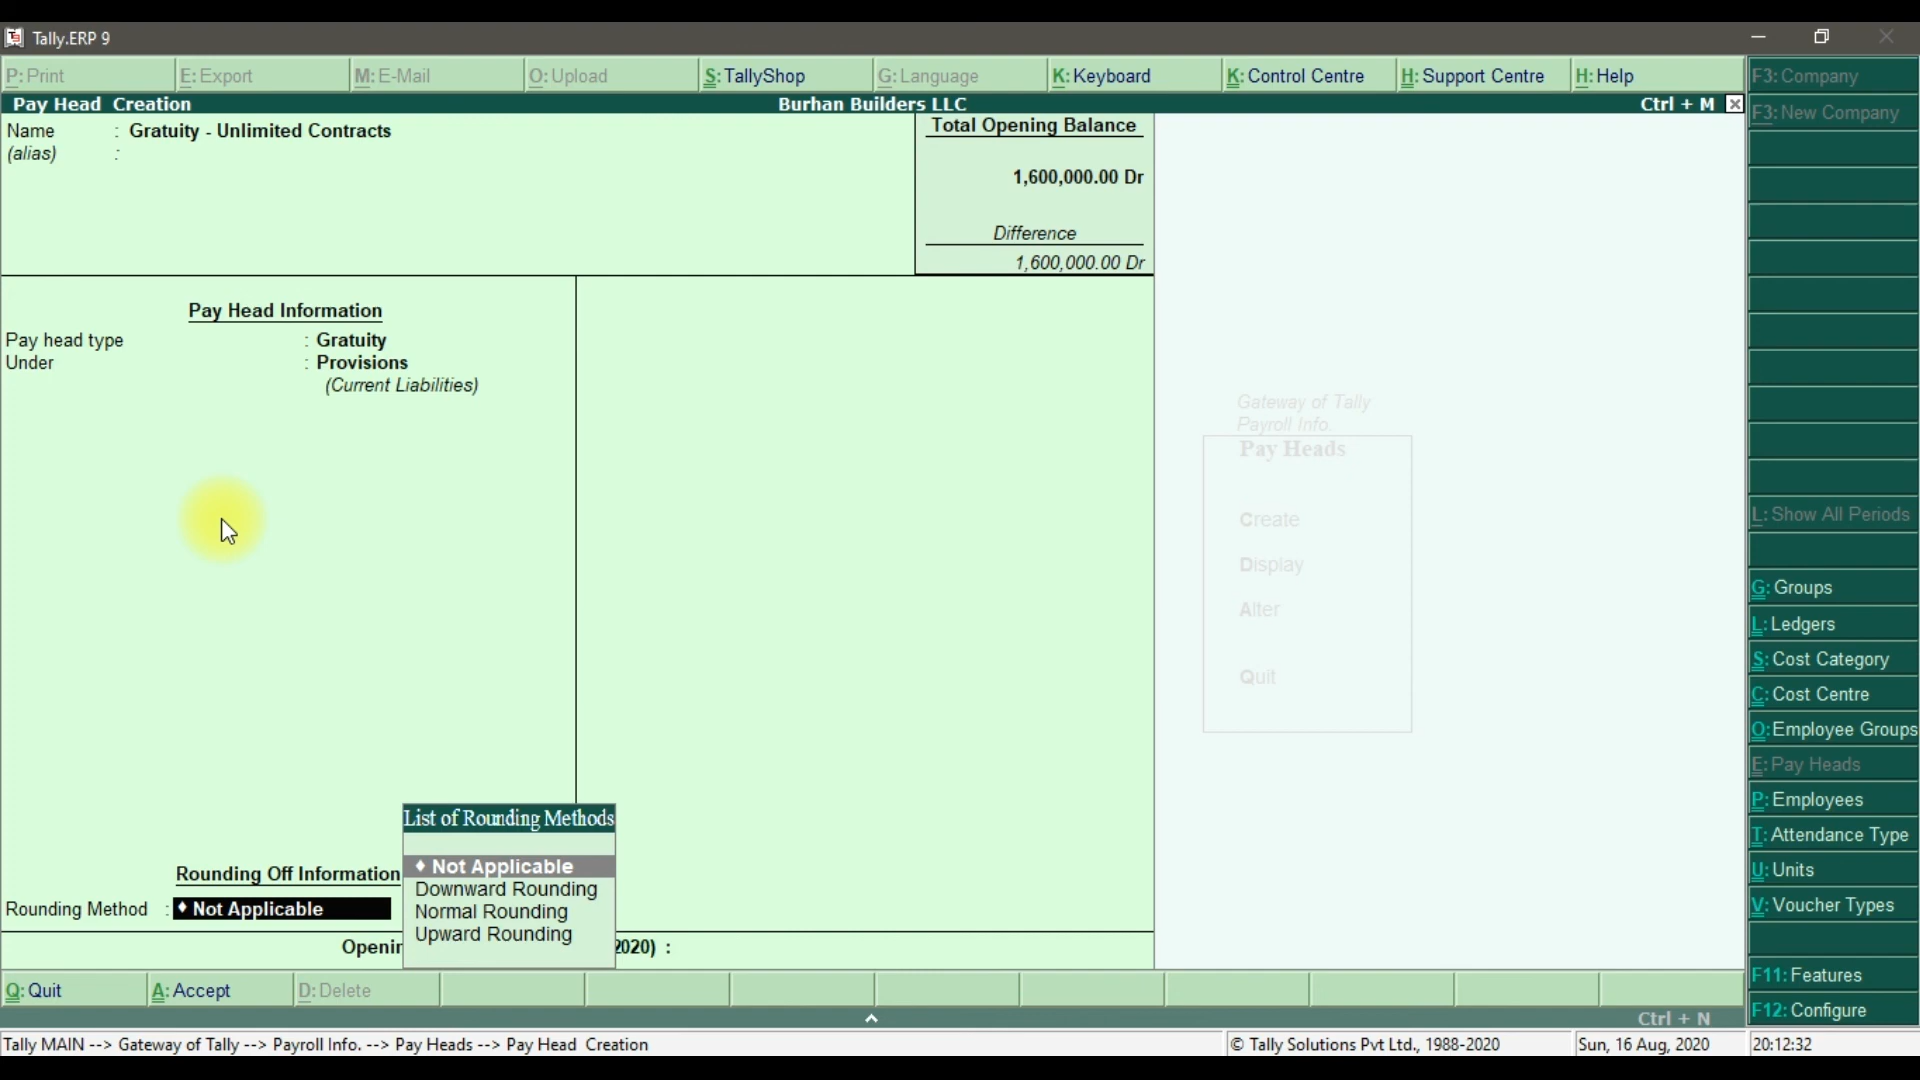 Tally.ERP 9
P: Print E: Export M: E-Mail O: Upload S: TallyShop G: Language K: Keyboard K: Control Centre H: Support Centre H: Help F3: Company
Pay Head Creation Burhan Builders LLC Ctrl + M
F3: New Company
Name : Gratuity - Unlimited Contracts
(alias) :
Total Opening Balance
1,600,000.00 Dr
Difference
1,600,000.00 Dr
Pay Head Information
Pay head type : Gratuity
Under : Provisions
(Current Liabilities)
Gateway of Tally
Payroll Info.
Pay Heads
Create
Display
Alter
Quit
List of Rounding Methods
♦ Not Applicable
Downward Rounding
Normal Rounding
Upward Rounding
Rounding Off Information
Rounding Method : ♦ Not Applicable
Openin 2020) :
L: Show All Periods
G: Groups
L: Ledgers
S: Cost Category
C: Cost Centre
O: Employee Groups
E: Pay Heads
P: Employees
T: Attendance Type
U: Units
V: Voucher Types
F11: Features
F12: Configure
Q: Quit A: Accept D: Delete
Ctrl + N
Tally MAIN --> Gateway of Tally --> Payroll Info. --> Pay Heads --> Pay Head Creation © Tally Solutions Pvt Ltd., 1988-2020 Sun, 16 Aug, 2020 20:12:32